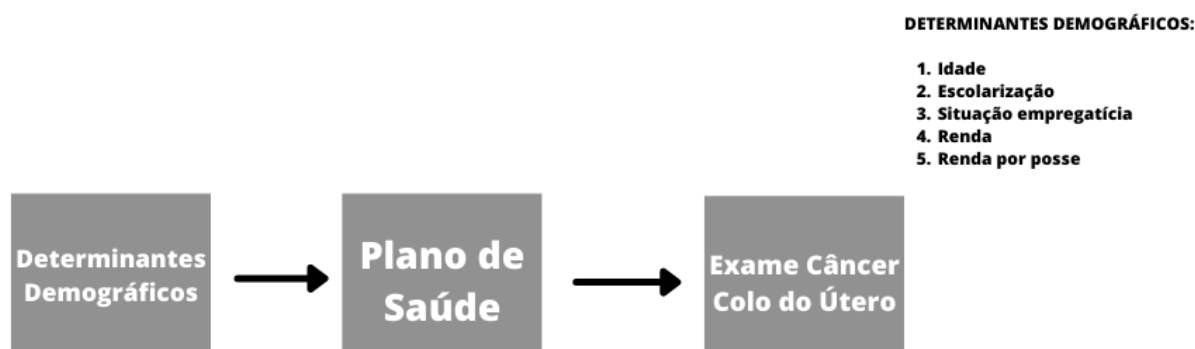 DETERMINANTES DEMOGRÁFICOS:
1. Idade
2. Escolarização
3. Situação empregatícia
4. Renda
5. Renda por posse
Determinantes
Demográficos
Plano de
Saúde
Exame Câncer
Colo do Útero